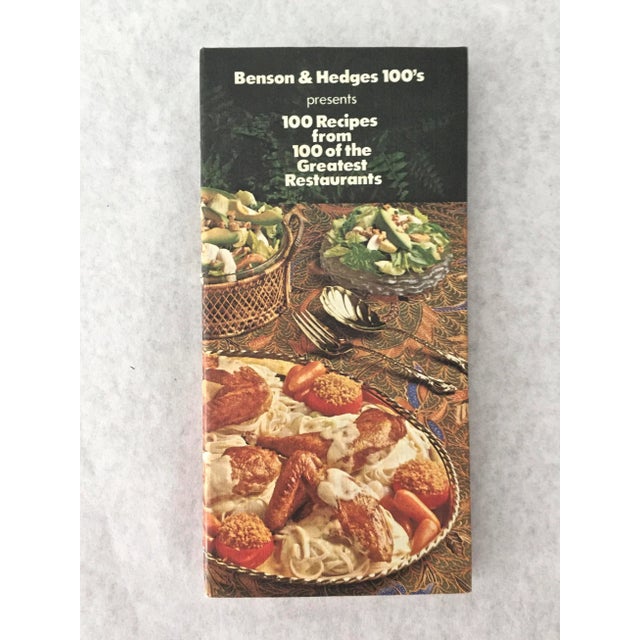 Benson & Hedges 100's
presents
100 Recipes
from
100 of the
Greatest
Restaurants